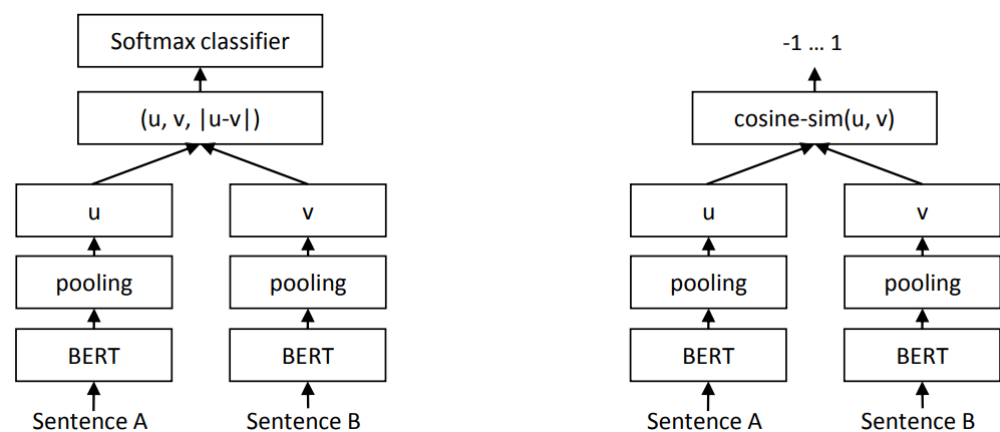 Softmax classifier
(u, v, |u-v|)
u
v
pooling
pooling
BERT
BERT
Sentence A
Sentence B
-1 … 1
cosine-sim(u, v)
u
v
pooling
pooling
BERT
BERT
Sentence A
Sentence B